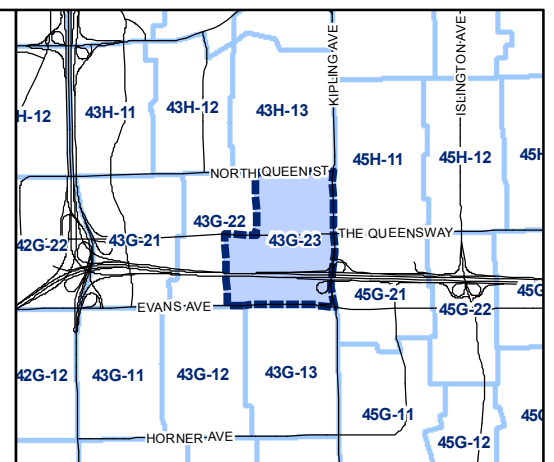 KIPLING AVE
ISLINGTON AVE
H-12
43H-11
43H-12
43H-13
45H-11
45H-12
45H
NORTH QUEEN ST
43G-22
THE QUEENSWAY
42G-22
43G-21
43G-23
45G-21
45G
EVANS AVE
45G-22
42G-12
43G-11
43G-12
43G-13
45G-11
45G
HORNER AVE
45G-12